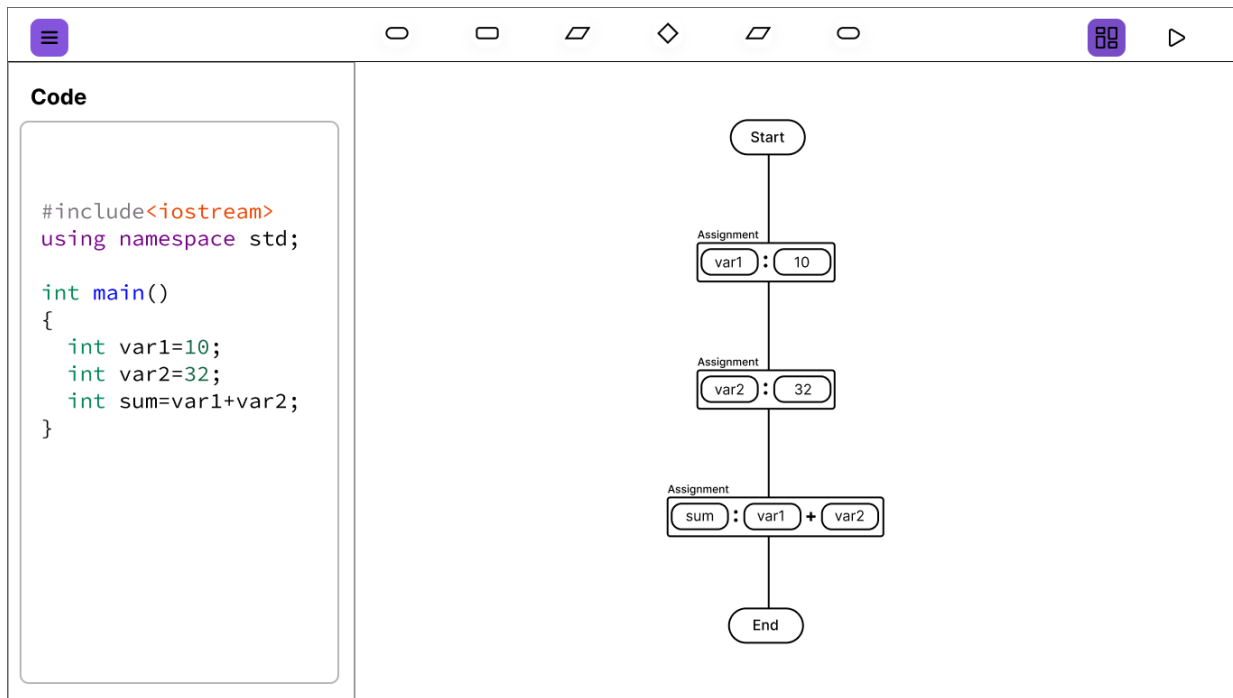 Code
#include<iostream>
using namespace std;
int main()
{
int var1=10;
int var2=32;
int sum=var1+var2;
}
Start
Assignment
var1 : 10
Assignment
var2 : 32
Assignment
sum : var1 + var2
End